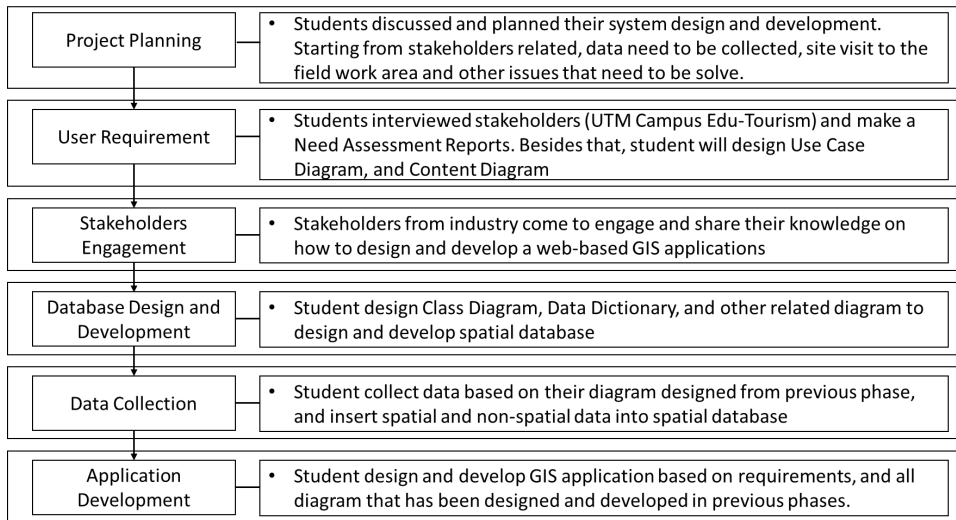 Project Planning
• Students discussed and planned their system design and development.
Starting from stakeholders related, data need to be collected, site visit to the
field work area and other issues that need to be solve.
User Requirement
• Students interviewed stakeholders (UTM Campus Edu-Tourism) and make a
Need Assessment Reports. Besides that, student will design Use Case
Diagram, and Content Diagram
Stakeholders
Engagement
• Stakeholders from industry come to engage and share their knowledge on
how to design and develop a web-based GIS applications
Database Design and
Development
• Student design Class Diagram, Data Dictionary, and other related diagram to
design and develop spatial database
Data Collection
• Student collect data based on their diagram designed from previous phase,
and insert spatial and non-spatial data into spatial database
Application
Development
• Student design and develop GIS application based on requirements, and all
diagram that has been designed and developed in previous phases.